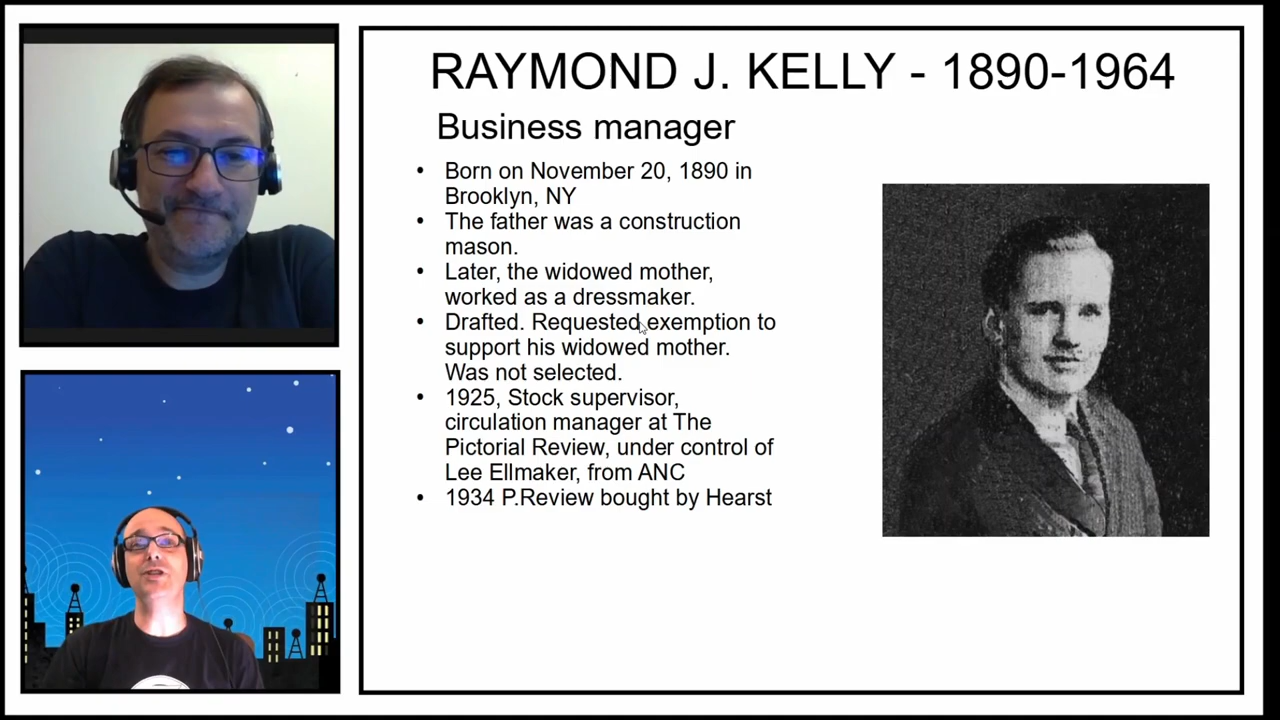 RAYMOND J. KELLY - 1890-1964
Business manager
• Born on November 20, 1890 in
Brooklyn, NY
• The father was a construction
mason.
• Later, the widowed mother,
worked as a dressmaker.
• Drafted. Requested exemption to
support his widowed mother.
Was not selected.
• 1925, Stock supervisor,
circulation manager at The
Pictorial Review, under control of
Lee Ellmaker, from ANC
• 1934 P.Review bought by Hearst